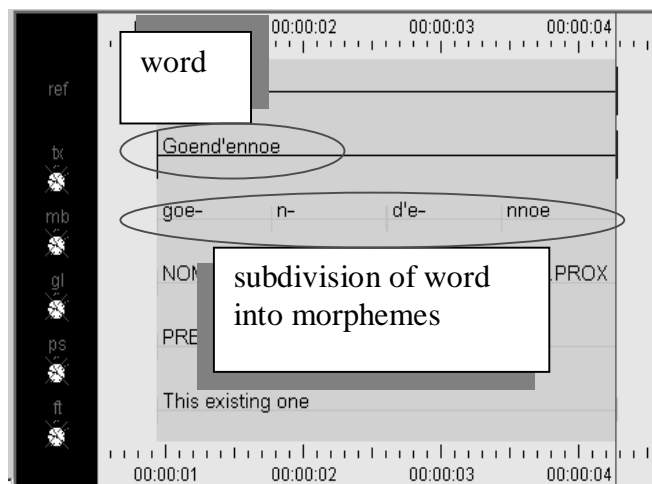 00:00:02 00:00:03 00:00:04
word
ref
tx Goend'ennoe
mb goe- n- d'e- nnoe
gl .PROX
subdivision of word
into morphemes
ps
ft This existing one
00:00:01 00:00:02 00:00:03 00:00:04